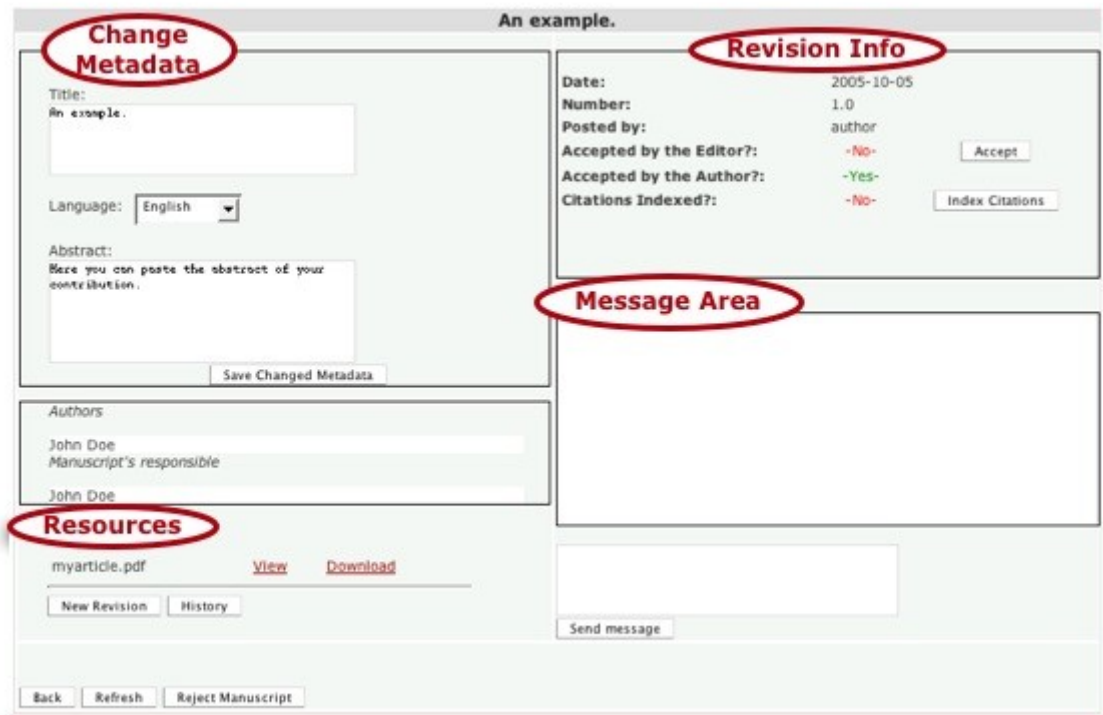 An example.
Change
Metadata
Title:
An example.
Language: English
Abstract:
Here you can paste the abstract of your
contribution.
Save Changed Metadata
Authors
John Doe
Manuscript's responsible
John Doe
Resources
myarticle.pdf View Download
New Revision History
Revision Info
Date: 2005-10-05
Number: 1.0
Posted by: author
Accepted by the Editor?: -No- Accept
Accepted by the Author?: -Yes-
Citations Indexed?: -No- Index Citations
Message Area
Send message
Back Refresh Reject Manuscript